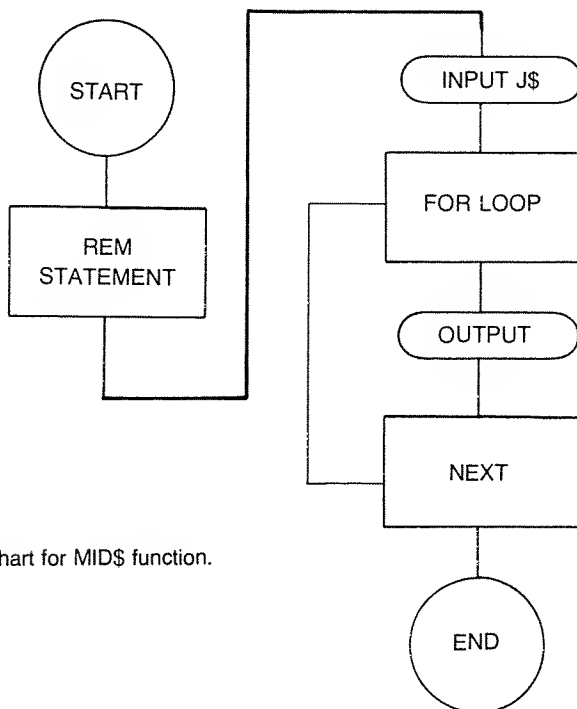 START
REM
STATEMENT
INPUT J$
FOR LOOP
OUTPUT
NEXT
END
hart for MID$ function.